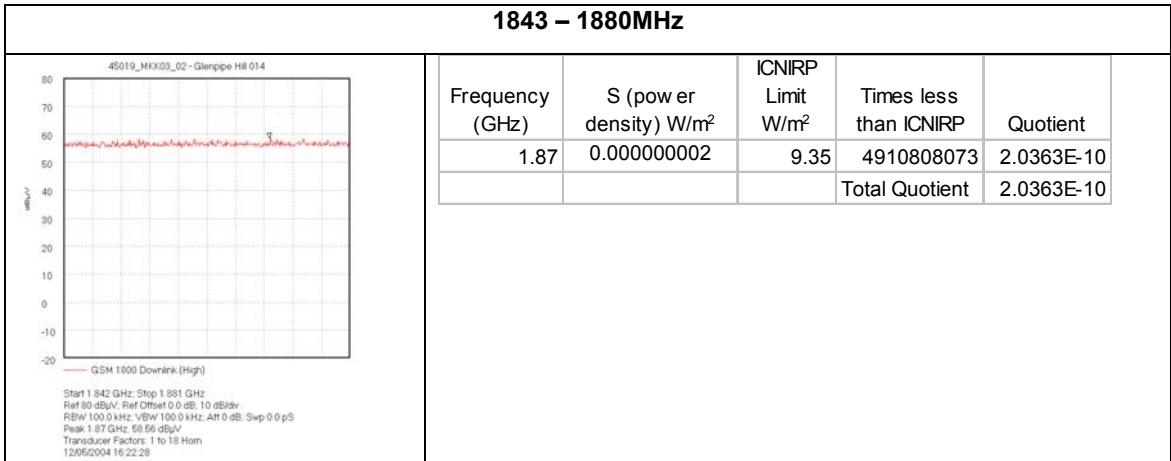 1843 – 1880MHz
45019_MKK03_02 - Glenpipe Hill 014
80
70
60
50
40
30
20
10
0
-10
-20
dBµV
GSM 1800 Downlink (High)
Start 1.842 GHz; Stop 1.881 GHz
Ref 80 dBµV; Ref Offset 0.0 dB; 10 dB/div
RBW 100.0 kHz; VBW 100.0 kHz; Att 0 dB; Swp 0.0 pS
Peak 1.87 GHz, 58.56 dBµV
Transducer Factors: 1 to 18 Horn
12/05/2004 16:22:28
Frequency (GHz) S (pow er density) W/m² ICNIRP Limit W/m² Times less than ICNIRP Quotient
1.87 0.000000002 9.35 4910808073 2.0363E-10
Total Quotient 2.0363E-10